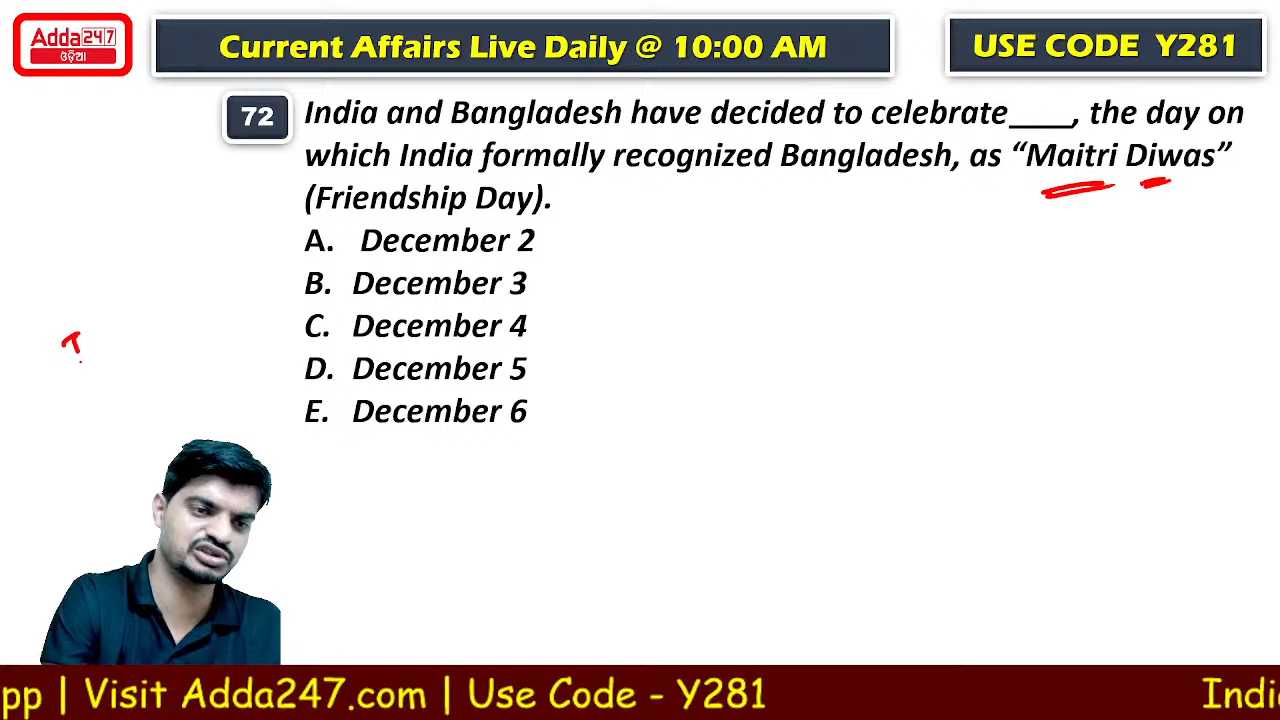 Adda247
ଓଡ଼ିଆ
Current Affairs Live Daily @ 10:00 AM
USE CODE Y281
72
India and Bangladesh have decided to celebrate____, the day on
which India formally recognized Bangladesh, as “Maitri Diwas”
(Friendship Day).
A. December 2
B. December 3
C. December 4
D. December 5
E. December 6
pp | Visit Adda247.com | Use Code - Y281